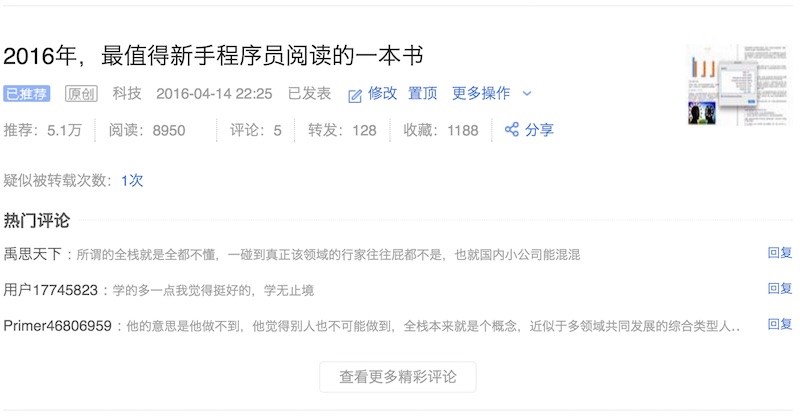 2016年，最值得新手程序员阅读的一本书
已推荐 原创 科技 2016-04-14 22:25 已发表 修改 置顶 更多操作
推荐：5.1万 阅读：8950 评论：5 转发：128 收藏：1188 分享
疑似被转载次数：1次
热门评论
禹思天下：所谓的全栈就是全都不懂，一碰到真正该领域的行家往往屁都不是，也就国内小公司能混混 回复
用户17745823：学的多一点我觉得挺好的，学无止境 回复
Primer46806959：他的意思是他做不到，他觉得别人也不可能做到，全栈本来就是个概念，近似于多领域共同发展的综合类型人.. 回复
查看更多精彩评论